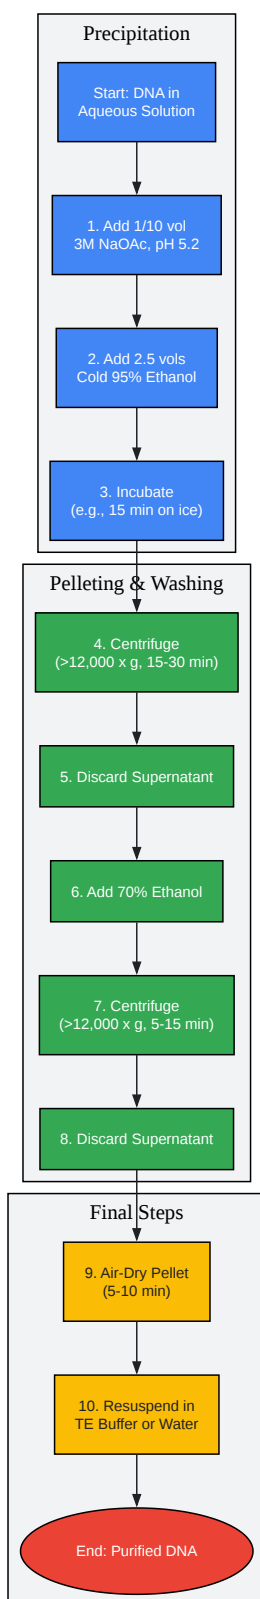 Precipitation
Start: DNA in
Aqueous Solution
1. Add 1/10 vol
3M NaOAc, pH 5.2
2. Add 2.5 vols
Cold 95% Ethanol
3. Incubate
(e.g., 15 min on ice)
Pelleting & Washing
4. Centrifuge
(>12,000 x g, 15-30 min)
5. Discard Supernatant
6. Add 70% Ethanol
7. Centrifuge
(>12,000 x g, 5-15 min)
8. Discard Supernatant
Final Steps
9. Air-Dry Pellet
(5-10 min)
10. Resuspend in
TE Buffer or Water
End: Purified DNA